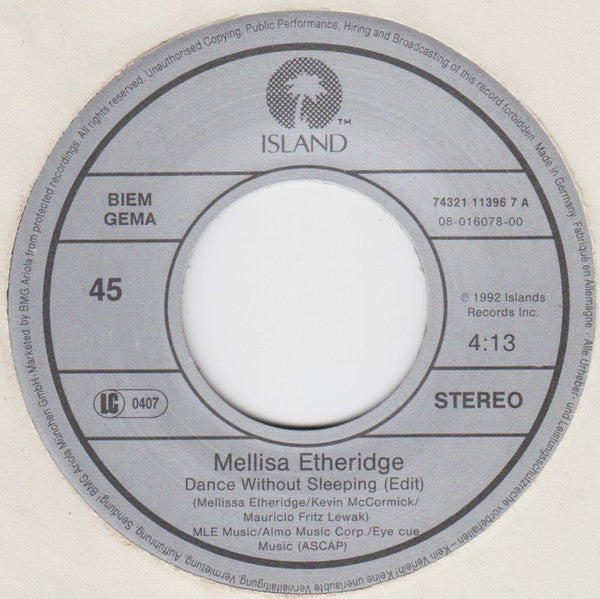 ISLAND™
BIEM
GEMA
74321 11396 7 A
08-016078-00
45
℗ 1992 Islands
Records Inc.
4:13
LC 0407
STEREO
Mellisa Etheridge
Dance Without Sleeping (Edit)
(Mellissa Etheridge/Kevin McCormick/
Mauricio Fritz Lewak)
MLE Music/Almo Music Corp./Eye cue
Music (ASCAP)
BMG Ariola München GmbH·Marketed by BMG Ariola from protected recordings. All rights reserved. Unauthorised Copying, Public Performance, Hiring and Broadcasting of this record forbidden. Made in Germany. Fabriqué en Allemagne · Alle Urheber- und Leistungsschutzrechte vorbehalten - Kein Verleih! Keine unerlaubte Vervielfältigung, Vermietung, Aufführung, Sendung!